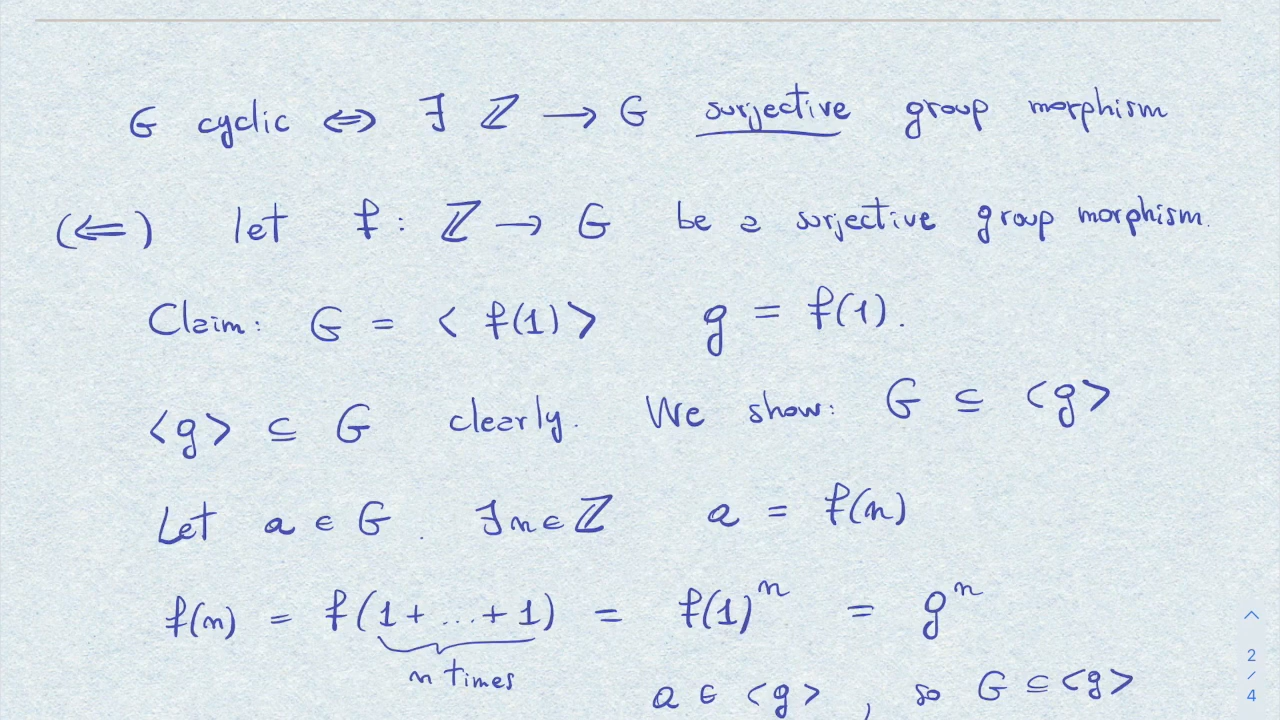 G cyclic ⇔ ∃ ℤ → G surjective group morphism
(⇐) let f : ℤ → G be a surjective group morphism.
Claim: G = <f(1)> g = f(1).
<g> ⊆ G clearly. We show: G ⊆ <g>
Let a ∈ G. ∃n∈ℤ a = f(n)
f(n) = f(1+ ...+ 1) = f(1)ⁿ = gⁿ
n times
a ∈ <g>, so G ⊆ <g>
2
/
4